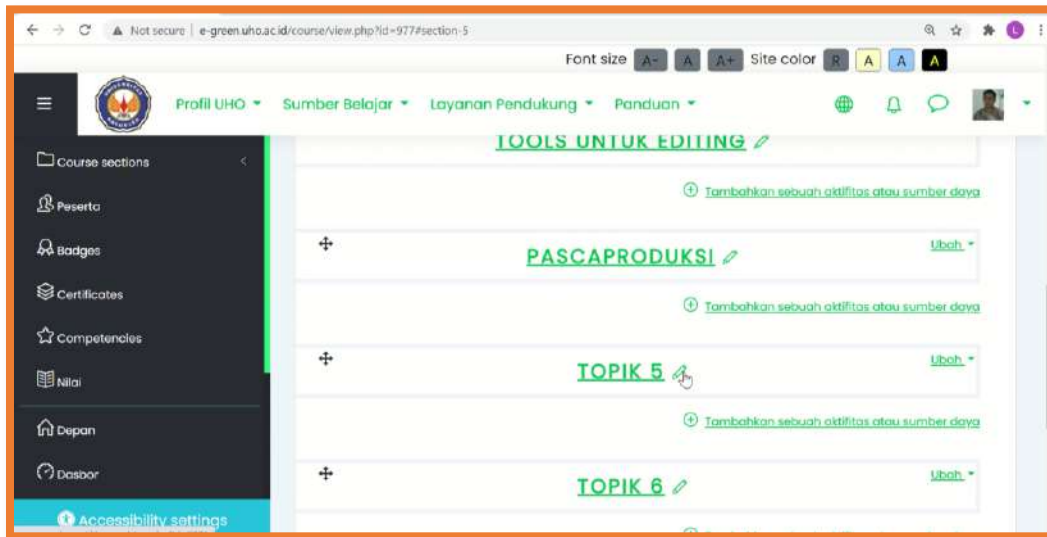 Not secure | e-green.uho.ac.id/course/view.php?id=977#section-5
L
Font size A- A A+ Site color R A A A
Profil UHO Sumber Belajar Layanan Pendukung Panduan
Course sections
Peserta
Badges
Certificates
Competencies
Nilai
Depan
Dasbor
Accessibility settings
TOOLS UNTUK EDITING
Tambahkan sebuah aktifitas atau sumber daya
PASCAPRODUKSI
Ubah
Tambahkan sebuah aktifitas atau sumber daya
TOPIK 5
Ubah
Tambahkan sebuah aktifitas atau sumber daya
TOPIK 6
Ubah